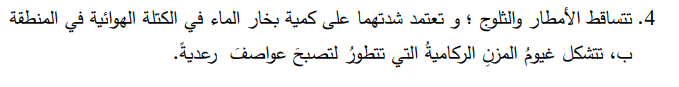 4. تتساقط الأمطار والثلوج ؛ و تعتمد شدتهما على كمية بخار الماء في الكتلة الهوائية في المنطقة
ب، تتشكل غيومُ المزنِ الركاميةُ التي تتطورُ لتصبحَ عواصفَ رعديةً.